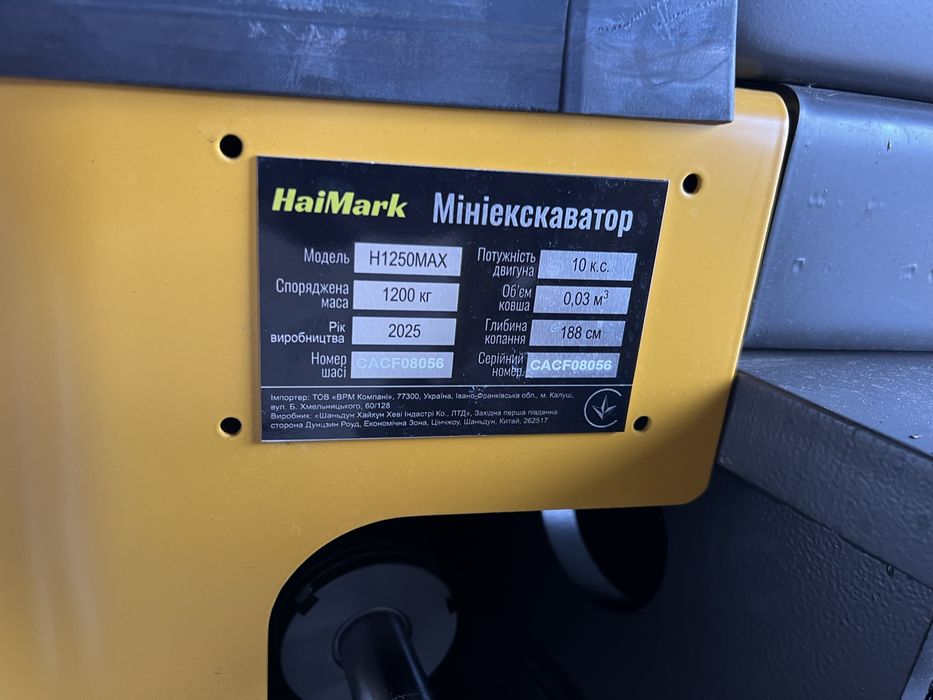 HaiMark Мініекскаватор
Модель H1250MAX
Потужність двигуна 10 к.с.
Споряджена маса 1200 кг
Об'єм ковша 0,03 м³
Рік виробництва 2025
Глибина копання 188 см
Номер шасі CACF08056
Серійний номер CACF08056
Імпортер: ТОВ «ВРМ Компані», 77300, Україна, Івано-Франківська обл., м. Калуш,
вул. Б. Хмельницького, 60/128
Виробник: «Шаньдун Хайхун Хеві Індастрі Ко., ЛТД», Західна перша південна
сторона Дунцзин Роуд, Економічна Зона, Цінчжоу, Шаньдун, Китай, 262517